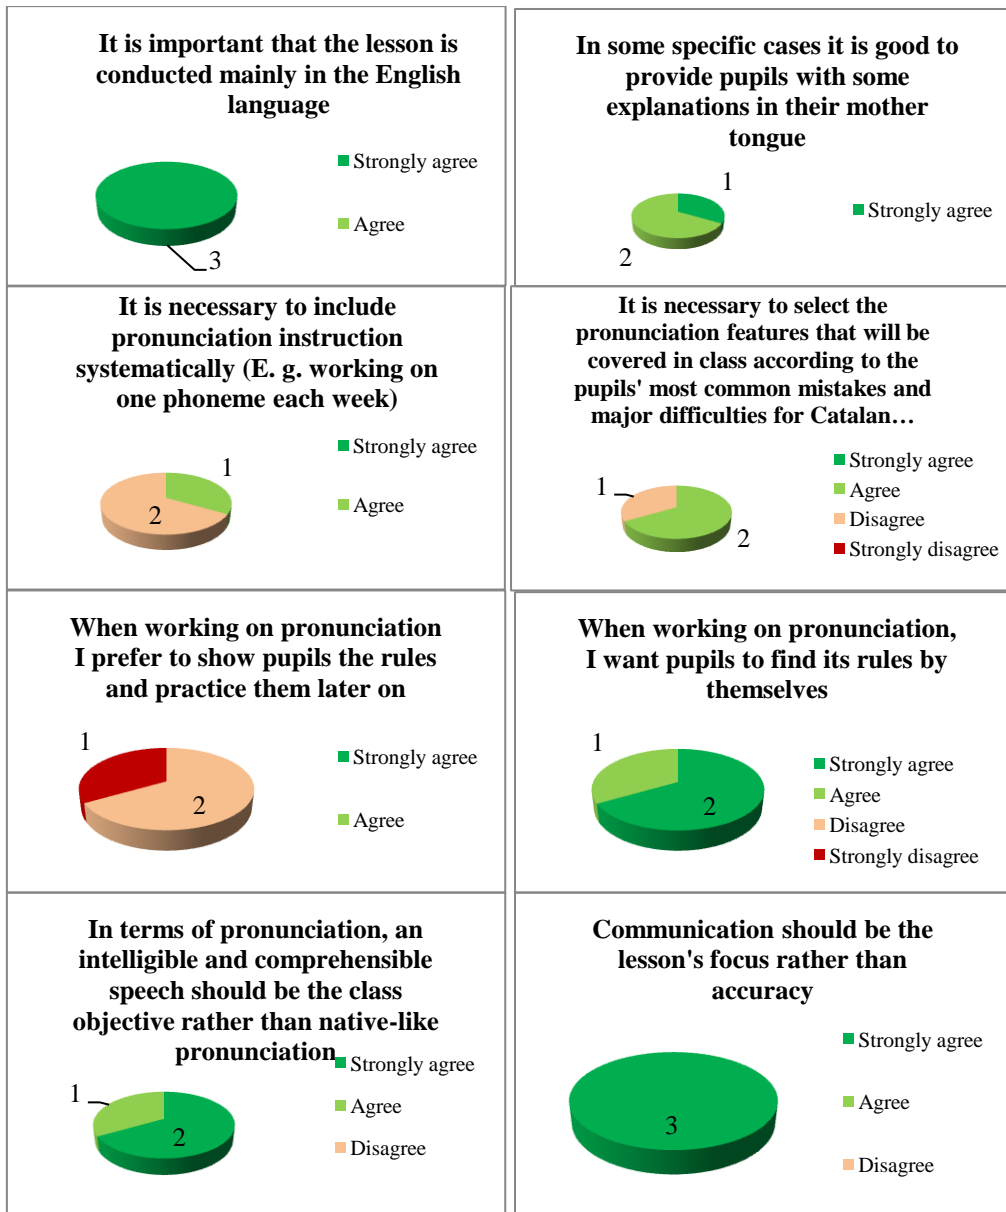 It is important that the lesson is
conducted mainly in the English
language
Strongly agree
Agree
3
In some specific cases it is good to
provide pupils with some
explanations in their mother
tongue
1
Strongly agree
2
It is necessary to include
pronunciation instruction
systematically (E. g. working on
one phoneme each week)
Strongly agree
1
Agree
2
It is necessary to select the
pronunciation features that will be
covered in class according to the
pupils' most common mistakes and
major difficulties for Catalan…
Strongly agree
1
Agree
Disagree
2
Strongly disagree
When working on pronunciation
I prefer to show pupils the rules
and practice them later on
1
Strongly agree
2
Agree
When working on pronunciation,
I want pupils to find its rules by
themselves
1
Strongly agree
2
Agree
Disagree
Strongly disagree
In terms of pronunciation, an
intelligible and comprehensible
speech should be the class
objective rather than native-like
pronunciation
Strongly agree
1
Agree
2
Disagree
Communication should be the
lesson's focus rather than
accuracy
Strongly agree
Agree
3
Disagree